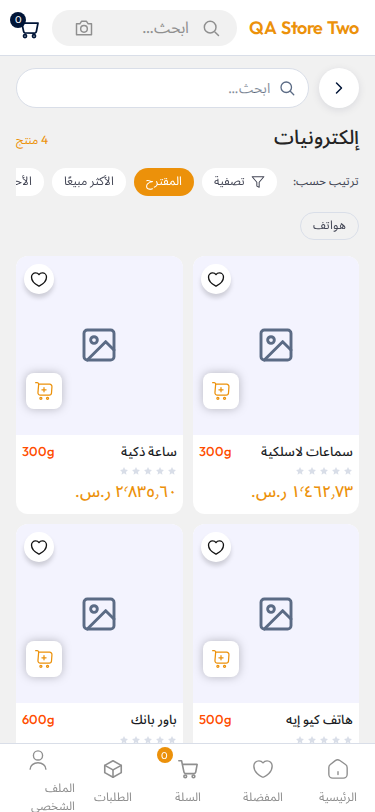 QA Store Two
ابحث...
0
ابحث...
إلكترونيات
4 منتج
ترتيب حسب:
تصفية
المقترح
الأكثر مبيعًا
الأح
هواتف
سماعات لاسلكية
300g
١٬٤٦٢٫٧٣ ر.س.
ساعة ذكية
300g
٢٬٨٣٥٫٦٠ ر.س.
هاتف كيو إيه
500g
باور بانك
600g
الرئيسية
المفضلة
0
السلة
الطلبات
الملف
الشخصي